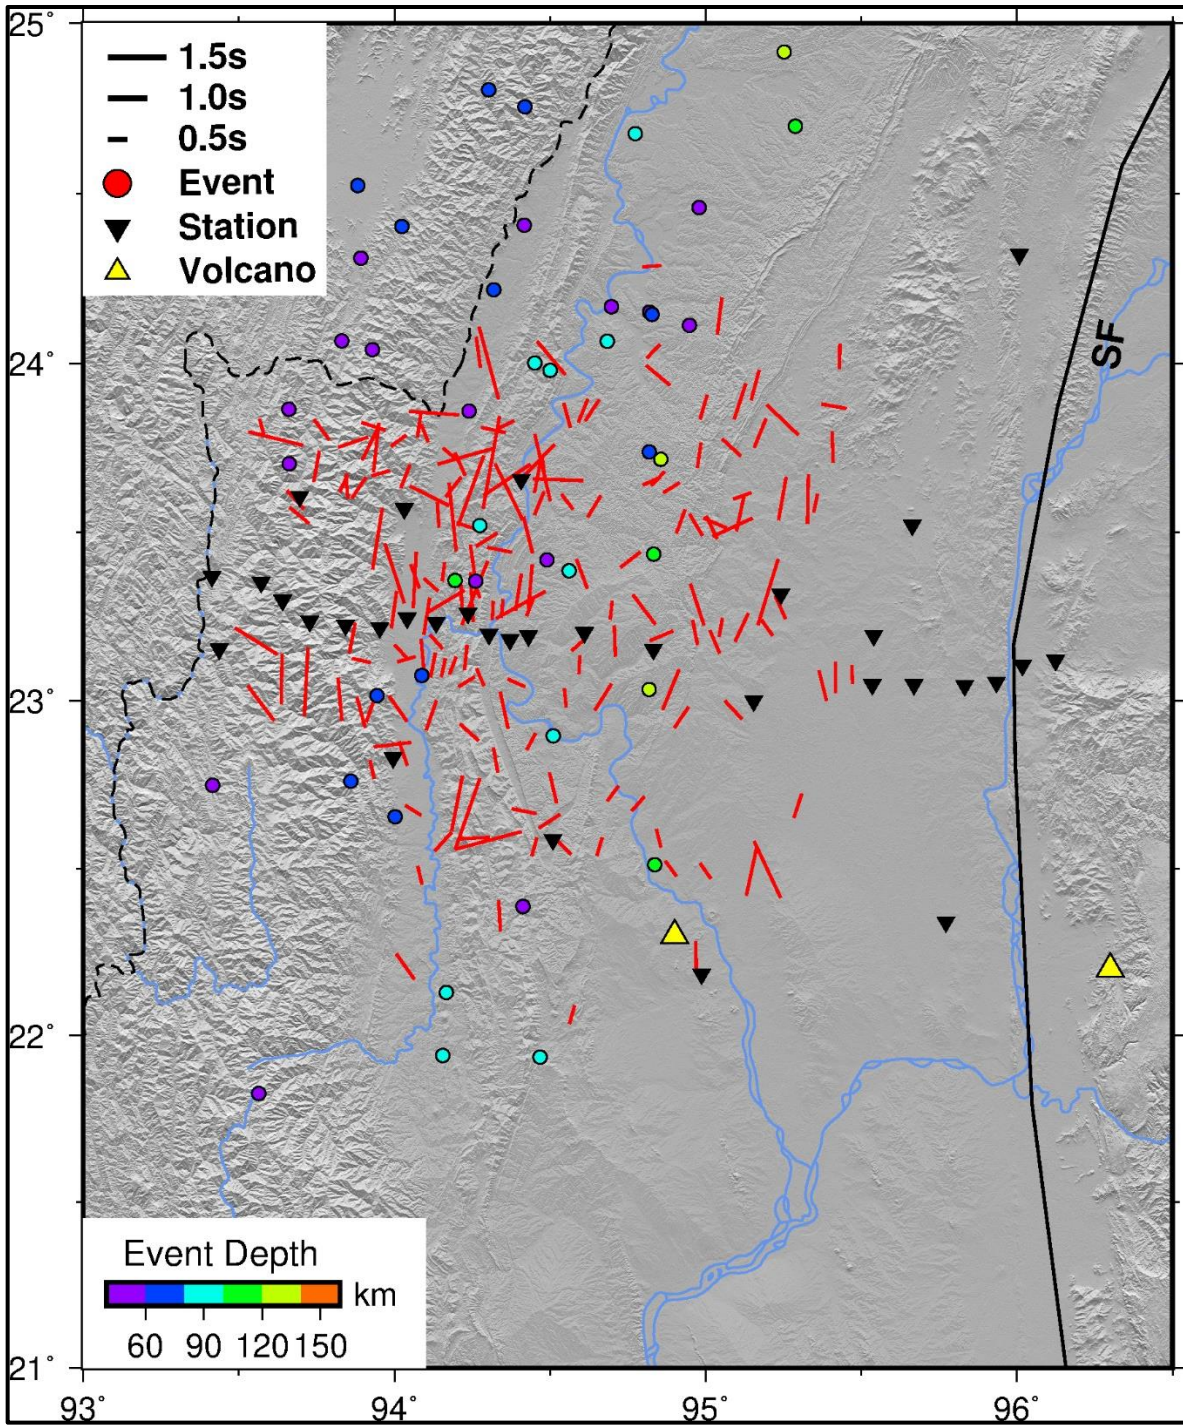 25°
1.5s
1.0s
0.5s
Event
Station
Volcano
SF
24°
23°
22°
Event Depth
km
60 90 120 150
21°
93° 94° 95° 96°